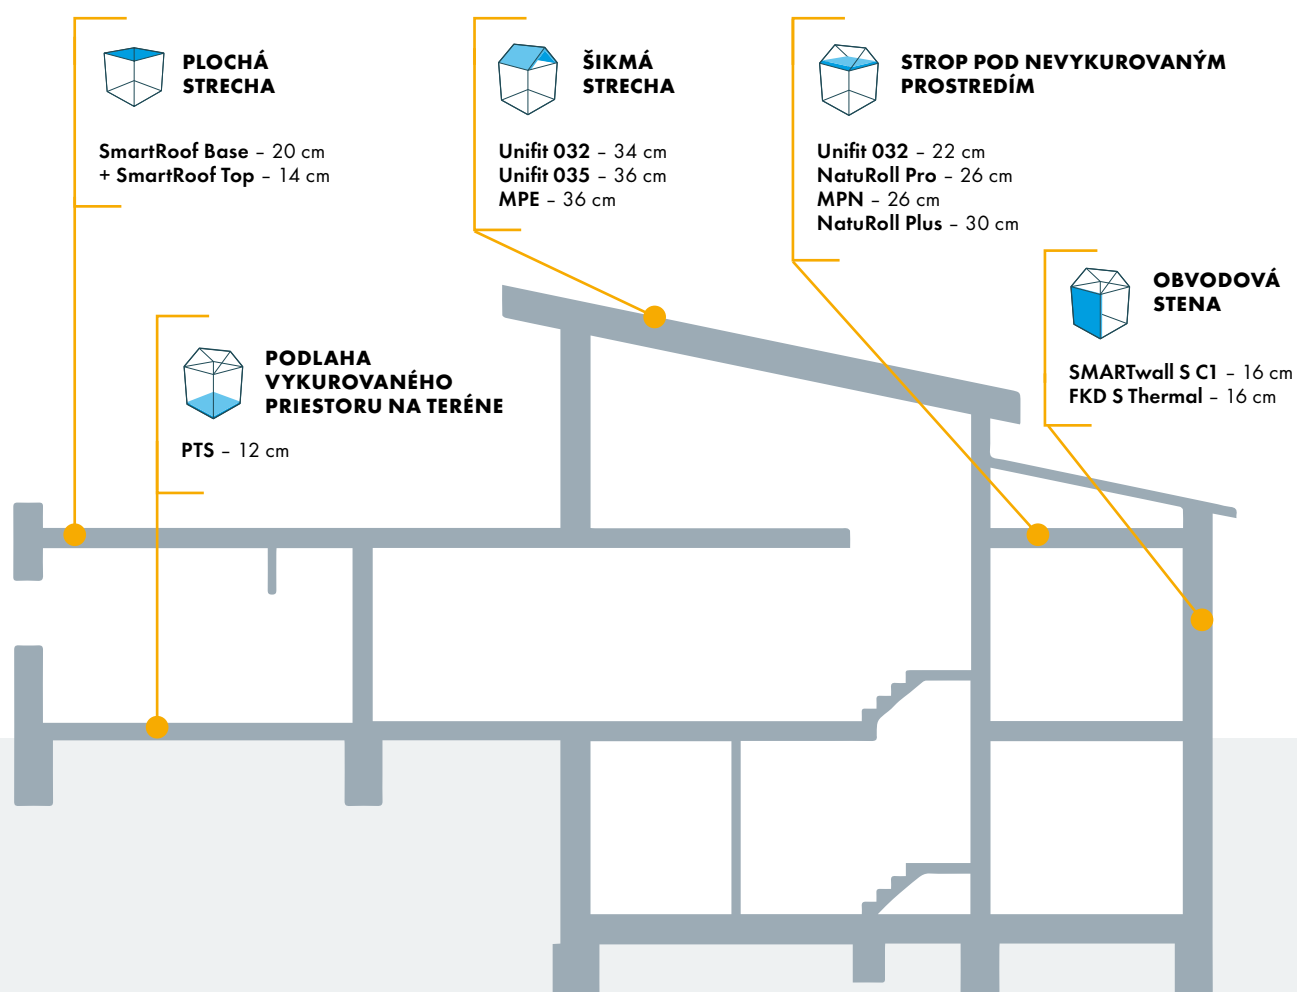 PLOCHÁ
STRECHA
SmartRoof Base – 20 cm
+ SmartRoof Top – 14 cm
ŠIKMÁ
STRECHA
Unifit 032 – 34 cm
Unifit 035 – 36 cm
MPE – 36 cm
STROP POD NEVYKUROVANÝM
PROSTREDÍM
Unifit 032 – 22 cm
NatuRoll Pro – 26 cm
MPN – 26 cm
NatuRoll Plus – 30 cm
OBVODOVÁ
STENA
SMARTwall S C1 – 16 cm
FKD S Thermal – 16 cm
PODLAHA
VYKUROVANÉHO
PRIESTORU NA TERÉNE
PTS – 12 cm